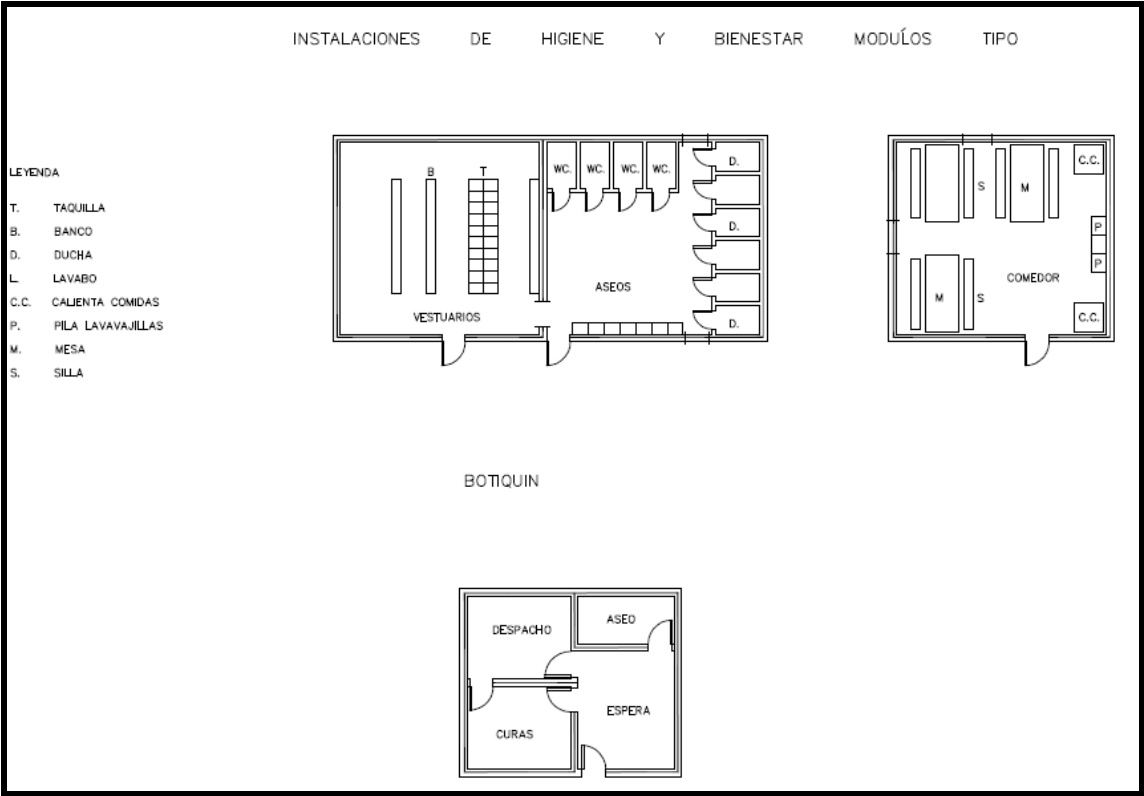 INSTALACIONES DE HIGIENE Y BIENESTAR MODUĹOS TIPO
LEYENDA
T. TAQUILLA
B. BANCO
D. DUCHA
L. LAVABO
C.C. CALIENTA COMIDAS
P. PILA LAVAVAJILLAS
M. MESA
S. SILLA
B T
VESTUARIOS
WC. WC. WC. WC.
D.
D.
D.
ASEOS
C.C.
S M
P
P
COMEDOR
M S
C.C.
BOTIQUIN
DESPACHO
ASEO
ESPERA
CURAS